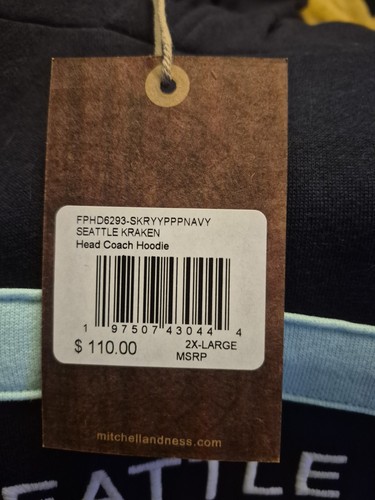 FPHD6293-SKRYYPPPNAVY
SEATTLE KRAKEN
Head Coach Hoodie
1 97507 43044 4
$ 110.00
2X-LARGE
MSRP
mitchellandness.com
EATTLE